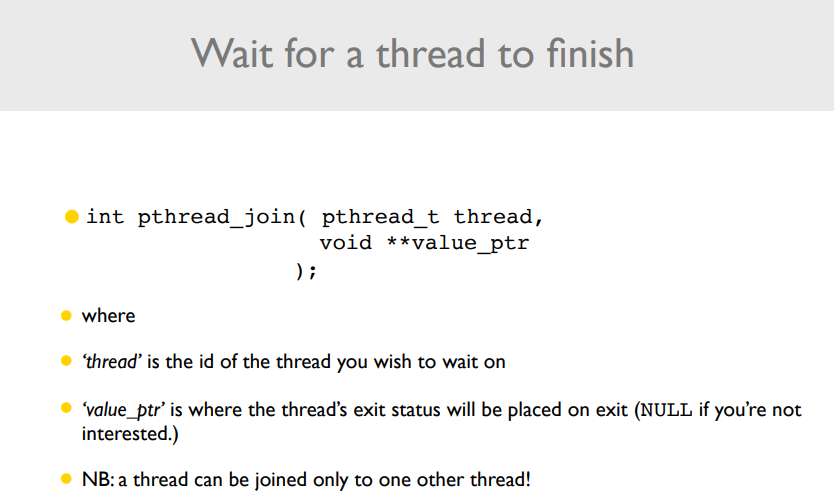 Wait for a thread to finish
int pthread_join( pthread_t thread,
void **value_ptr
);
where
‘thread’ is the id of the thread you wish to wait on
‘value_ptr’ is where the thread’s exit status will be placed on exit (NULL if you’re not
interested.)
NB: a thread can be joined only to one other thread!